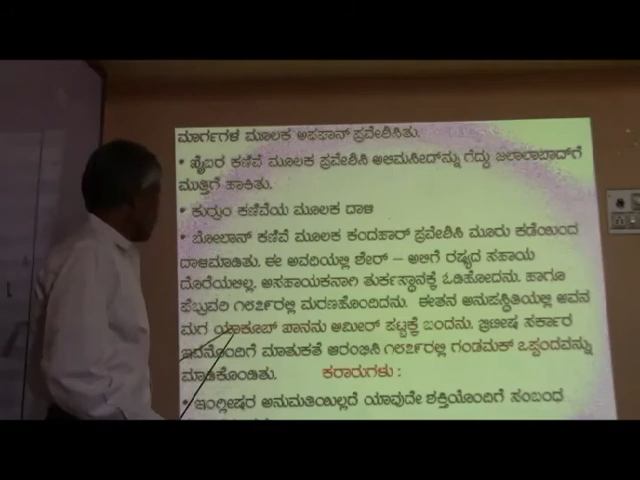 ಮಾರ್ಗಗಳ ಮೂಲಕ ಅಫಘಾನ್ ಪ್ರವೇಶಿಸಿತು.
* ಖೈಬರ ಕಣಿವೆ ಮೂಲಕ ಪ್ರವೇಶಿಸಿ ಅಲಿಮಸೀದ್‌ನ್ನು ಗೆದ್ದು ಜಲಾಲಾಬಾದ್‌ಗೆ
ಮುತ್ತಿಗೆ ಹಾಕಿತು.
* ಕುರ್‍ರುಂ ಕಣಿವೆಯ ಮೂಲಕ ದಾಳಿ
* ಬೋಲಾನ್ ಕಣಿವೆ ಮೂಲಕ ಕಂದಹಾರ್ ಪ್ರವೇಶಿಸಿ ಮೂರು ಕಡೆಯಿಂದ
ದಾಳಿಮಾಡಿತು. ಈ ಅವಧಿಯಲ್ಲಿ ಶೇರ್ – ಅಲಿಗೆ ರಷ್ಯದ ಸಹಾಯ
ದೊರೆಯಲಿಲ್ಲ. ಅಸಹಾಯಕನಾಗಿ ತುರ್ಕಸ್ಥಾನಕ್ಕೆ ಓಡಿಹೋದನು. ಹಾಗೂ
ಫೆಬ್ರುವರಿ ೧೮೭೯ರಲ್ಲಿ ಮರಣಹೊಂದಿದನು. ಈತನ ಅನುಪಸ್ಥಿತಿಯಲ್ಲಿ ಅವನ
ಮಗ ಯಾಕೂಬ್ ಖಾನನು ಆಮೀರ್ ಪಟ್ಟಕ್ಕೆ ಬಂದನು. ಬ್ರಿಟೀಷ ಸರ್ಕಾರ
ಇವನೊಂದಿಗೆ ಮಾತುಕತೆ ಆರಂಭಿಸಿ ೧೮೭೯ರಲ್ಲಿ ಗಂಡಮಕ್ ಒಪ್ಪಂದವನ್ನು
ಮಾಡಿಕೊಂಡಿತು. ಕರಾರುಗಳು :
* ಇಂಗ್ಲೀಷರ ಅನುಮತಿಯಿಲ್ಲದೆ ಯಾವುದೇ ಶಕ್ತಿಯೊಂದಿಗೆ ಸಂಬಂದ